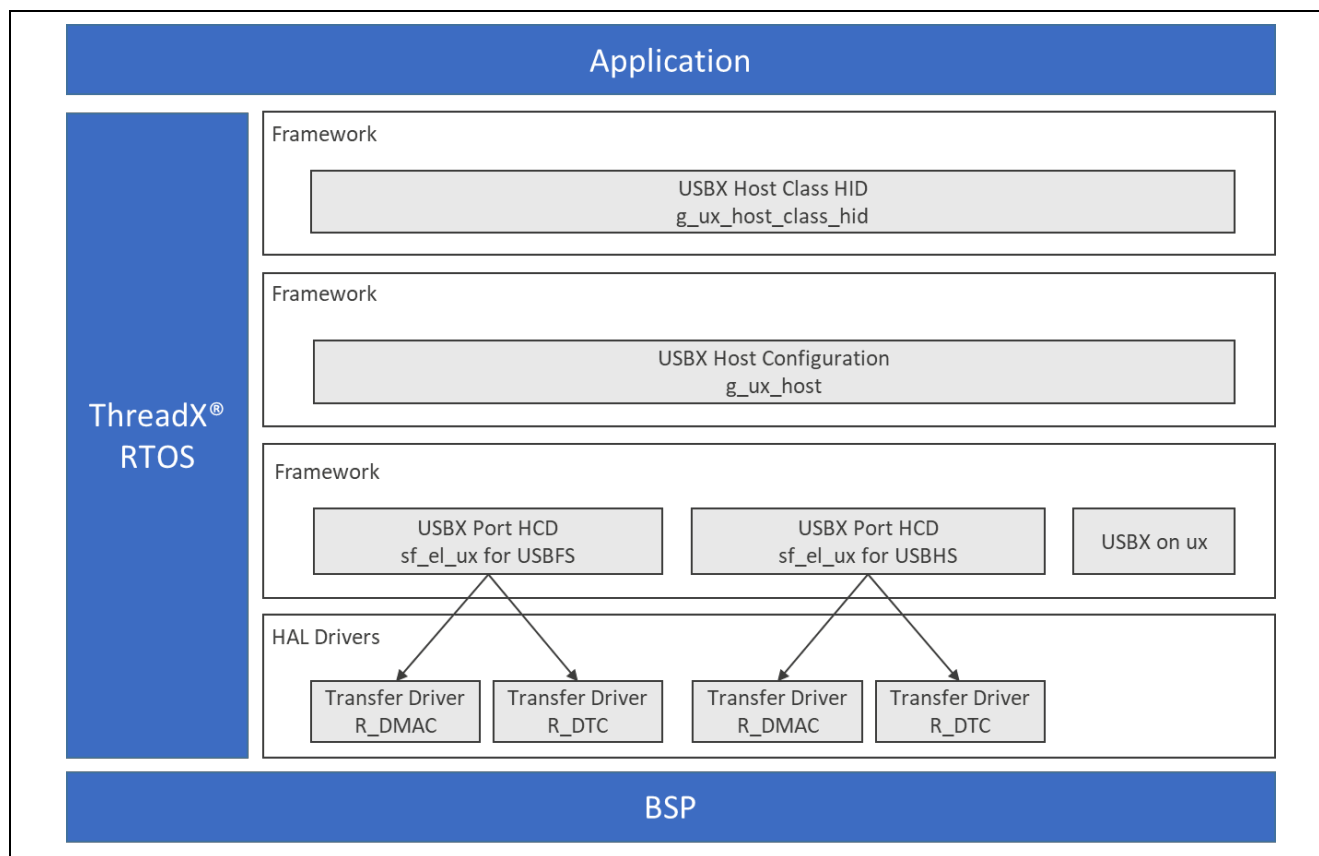 Application
ThreadX®
RTOS
Framework
USBX Host Class HID
g_ux_host_class_hid
Framework
USBX Host Configuration
g_ux_host
Framework
USBX Port HCD
sf_el_ux for USBFS
USBX Port HCD
sf_el_ux for USBHS
USBX on ux
HAL Drivers
Transfer Driver
R_DMAC
Transfer Driver
R_DTC
Transfer Driver
R_DMAC
Transfer Driver
R_DTC
BSP